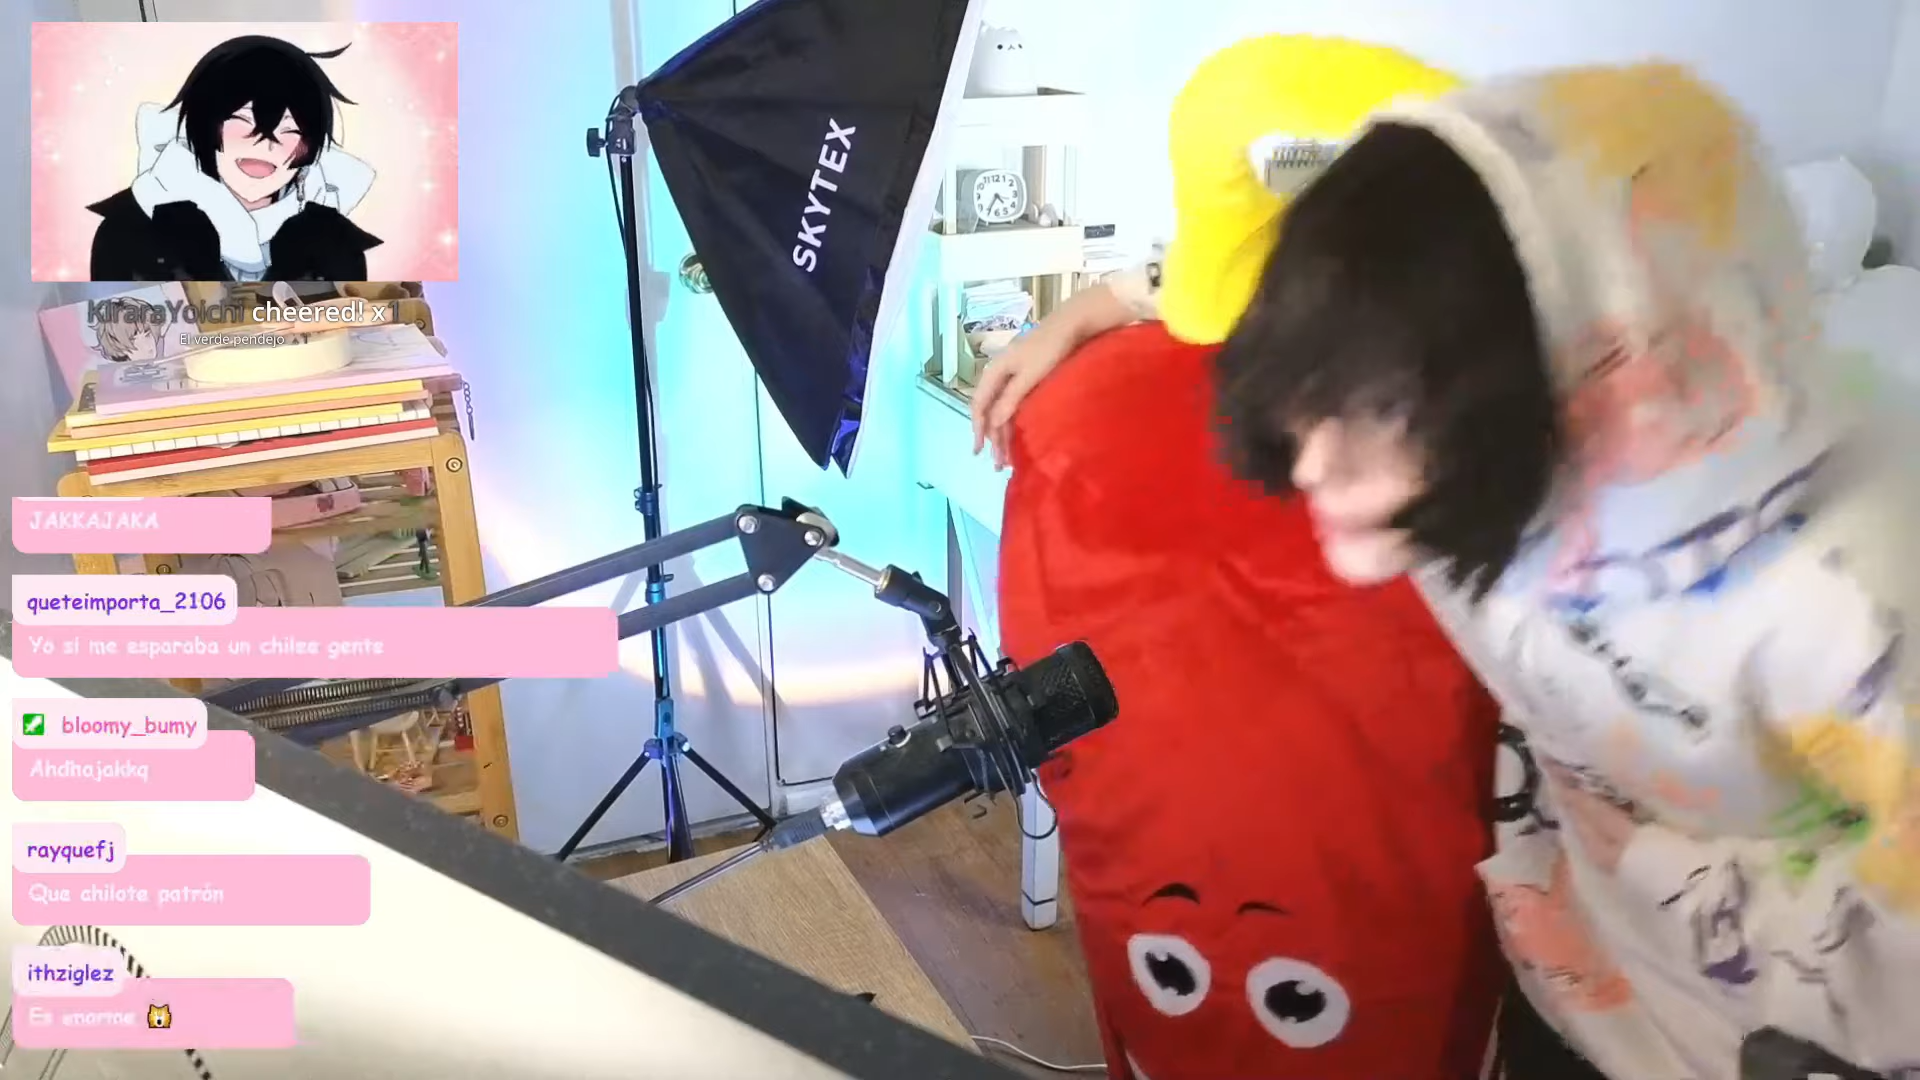 SKYTEX
KiraraYoichi cheered! x1
El verde pendejo
JAKKAJAKA
queteimporta_2106
Yo si me esparaba un chilee gente
bloomy_bumy
Ahdhajakkq
rayquefj
Que chilote patrón
ithziglez
Es enorme